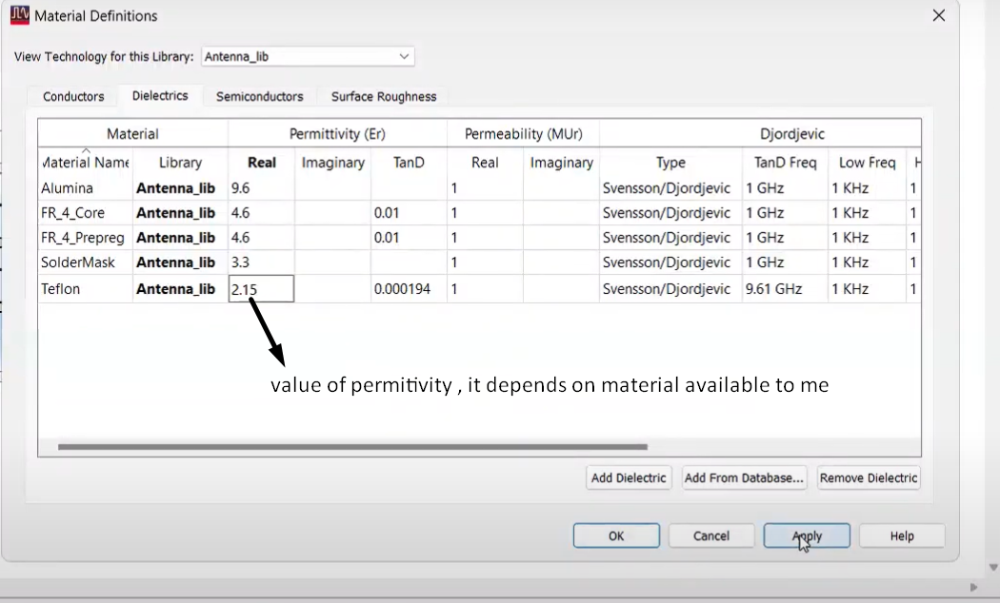 Material Definitions
View Technology for this Library: Antenna_lib
Conductors Dielectrics Semiconductors Surface Roughness
Material Permittivity (Er) Permeability (MUr) Djordjevic
Material Name Library Real Imaginary TanD Real Imaginary Type TanD Freq Low Freq H
Alumina Antenna_lib 9.6 1 Svensson/Djordjevic 1 GHz 1 KHz 1
FR_4_Core Antenna_lib 4.6 0.01 1 Svensson/Djordjevic 1 GHz 1 KHz 1
FR_4_Prepreg Antenna_lib 4.6 0.01 1 Svensson/Djordjevic 1 GHz 1 KHz 1
SolderMask Antenna_lib 3.3 1 Svensson/Djordjevic 1 GHz 1 KHz 1
Teflon Antenna_lib 2.15 0.000194 1 Svensson/Djordjevic 9.61 GHz 1 KHz 1
value of permitivity , it depends on material available to me
Add Dielectric Add From Database... Remove Dielectric
OK Cancel Apply Help